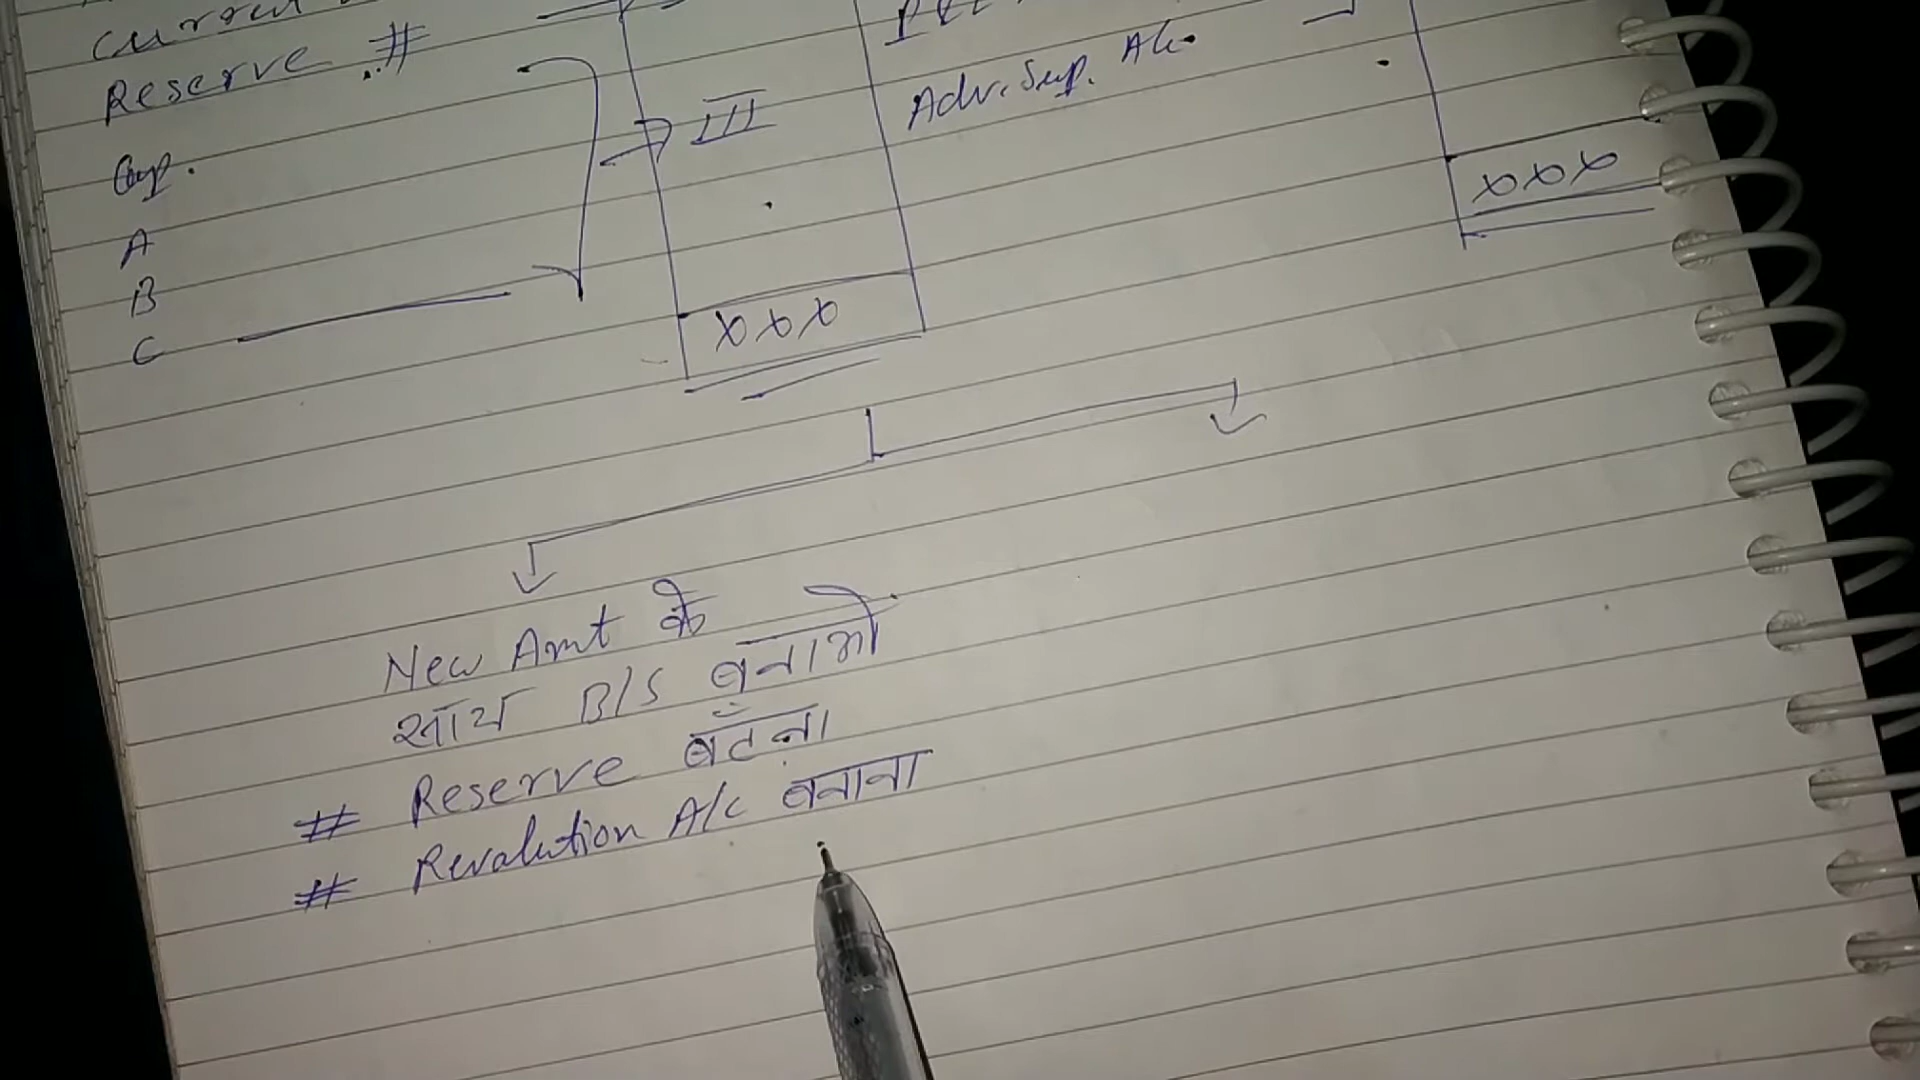 Reserve #
Adv. Sup. A/c.
III
Cap.
A
B
C
xxx
xxx
New Amt के
साथ B/S बनाओ
# Reserve बँटना
# Revalution A/c बनाना